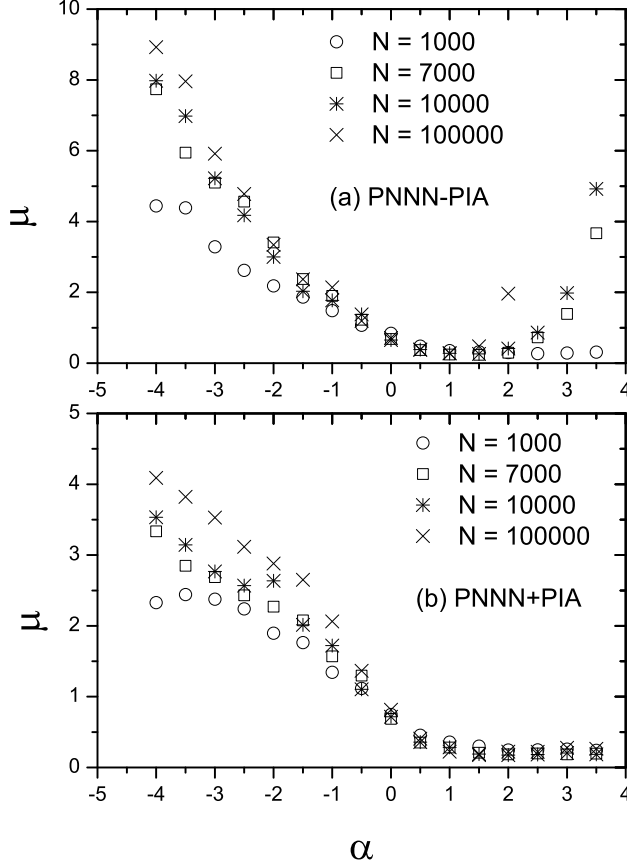 10
N = 1000
8
N = 7000
N = 10000
N = 100000
6
(a) PNNN-PIA
μ
4
2
0
-5 -4 -3 -2 -1 0 1 2 3 4
5
N = 1000
N = 7000
4
N = 10000
N = 100000
3
(b) PNNN+PIA
μ
2
1
0
-5 -4 -3 -2 -1 0 1 2 3 4
α